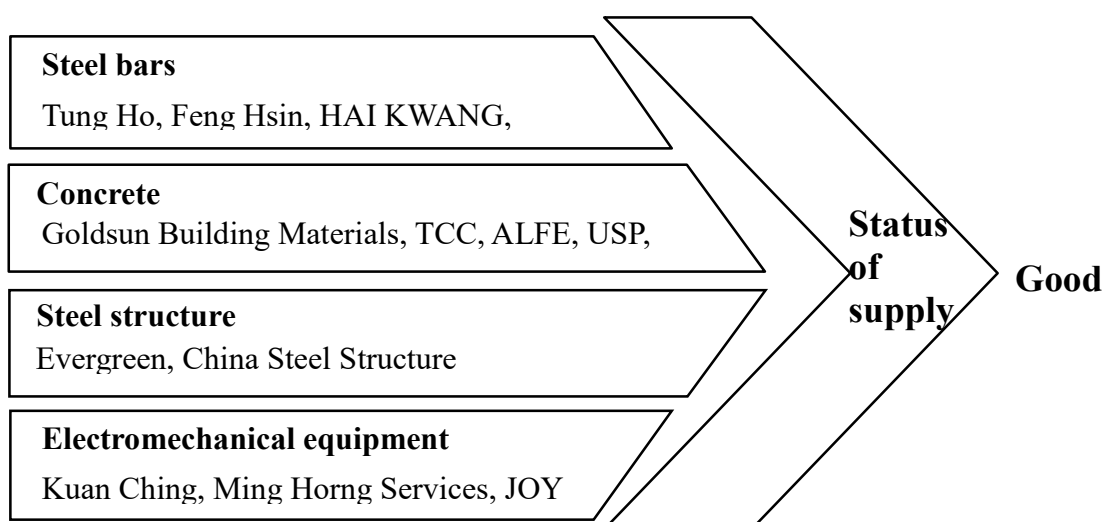 Steel bars
Tung Ho, Feng Hsin, HAI KWANG,
Concrete
Goldsun Building Materials, TCC, ALFE, USP,
Steel structure
Evergreen, China Steel Structure
Electromechanical equipment
Kuan Ching, Ming Horng Services, JOY
Status
of
supply
Good